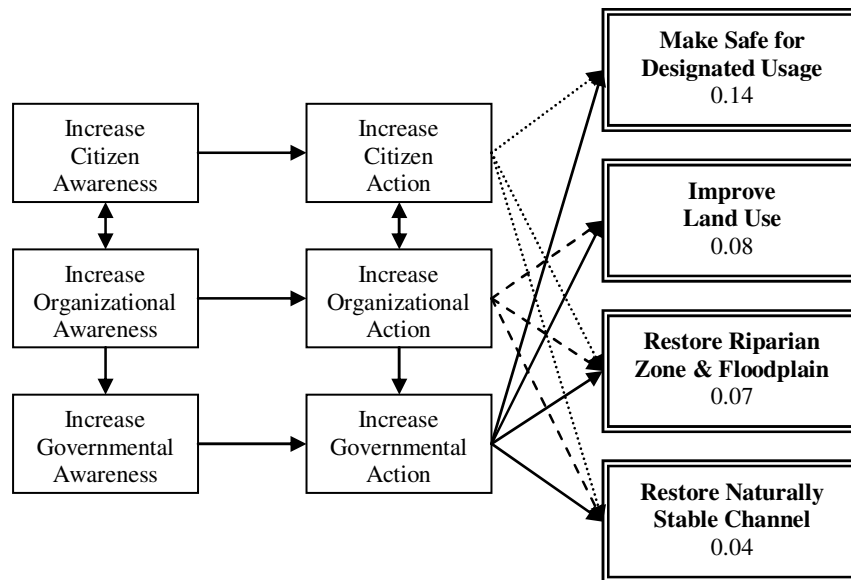 Increase
Citizen
Awareness
Increase
Citizen
Action
Make Safe for
Designated Usage
0.14
Improve
Land Use
0.08
Increase
Organizational
Awareness
Increase
Organizational
Action
Restore Riparian
Zone & Floodplain
0.07
Increase
Governmental
Awareness
Increase
Governmental
Action
Restore Naturally
Stable Channel
0.04